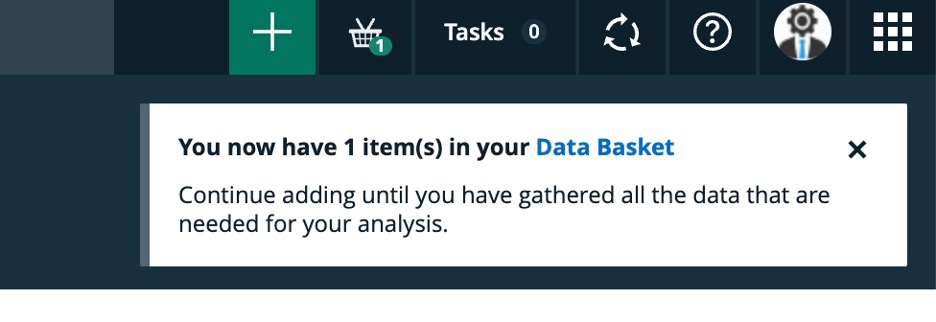 1
Tasks 0
You now have 1 item(s) in your Data Basket
Continue adding until you have gathered all the data that are
needed for your analysis.